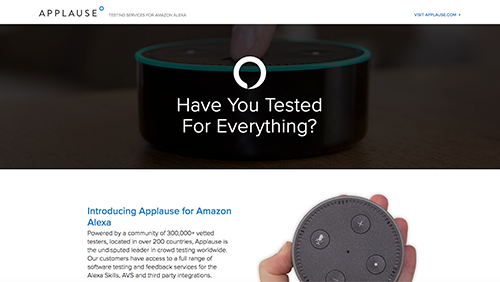 APPLAUSE
TESTING SERVICES FOR AMAZON ALEXA
VISIT APPLAUSE.COM
Have You Tested
For Everything?
Introducing Applause for Amazon
Alexa
Powered by a community of 300,000+ vetted
testers, located in over 200 countries, Applause is
the undisputed leader in crowd testing worldwide.
Our customers have access to a full range of
software testing and feedback services for the
Alexa Skills, AVS and third party integrations.